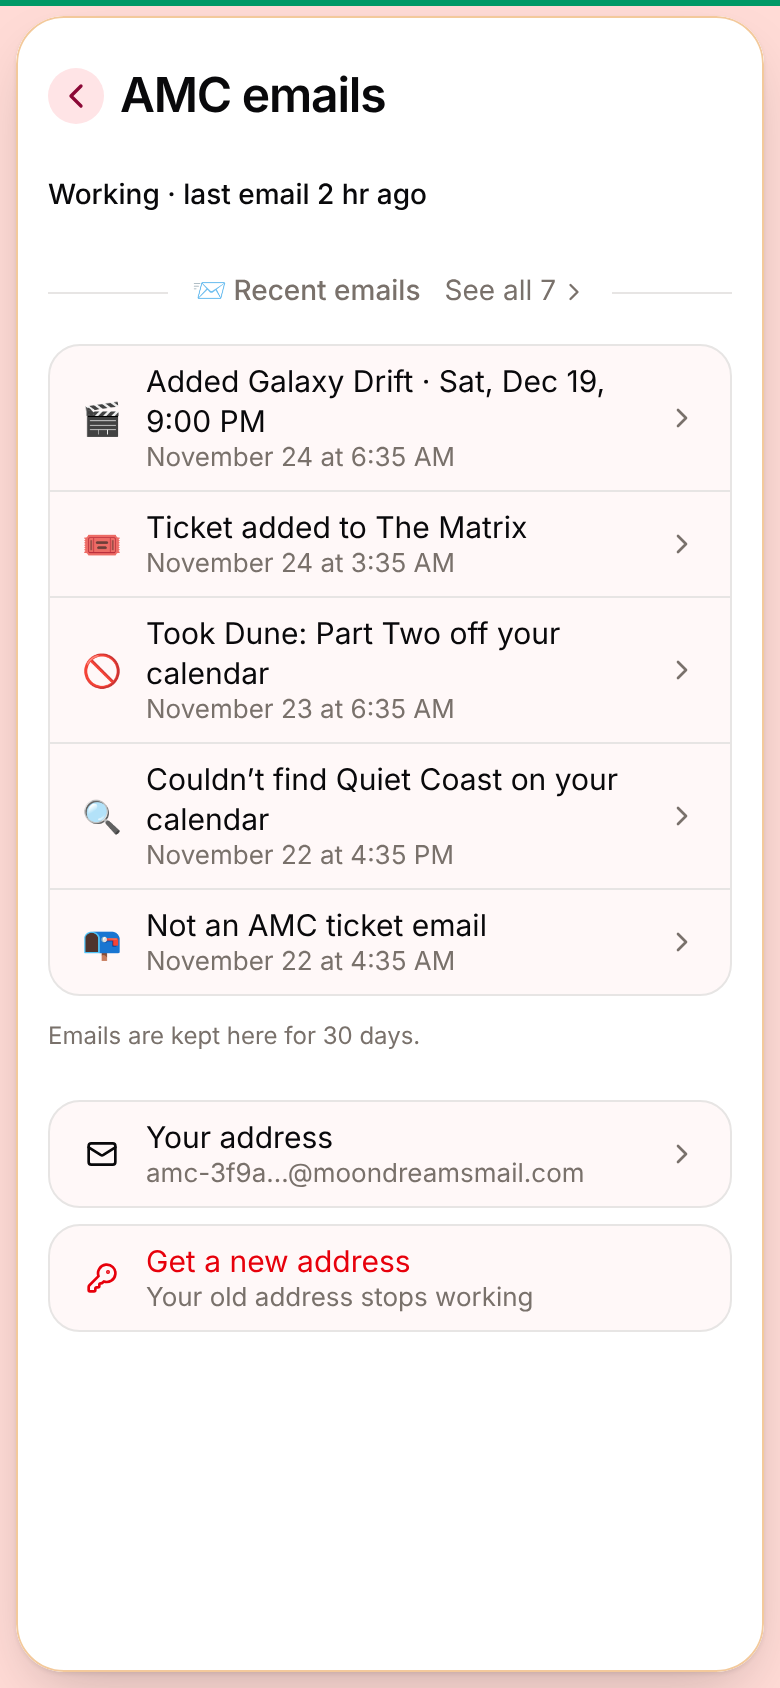 AMC emails
Working · last email 2 hr ago
Recent emails See all 7
Added Galaxy Drift · Sat, Dec 19,
9:00 PM
November 24 at 6:35 AM
Ticket added to The Matrix
November 24 at 3:35 AM
Took Dune: Part Two off your
calendar
November 23 at 6:35 AM
Couldn’t find Quiet Coast on your
calendar
November 22 at 4:35 PM
Not an AMC ticket email
November 22 at 4:35 AM
Emails are kept here for 30 days.
Your address
amc-3f9a...@moondreamsmail.com
Get a new address
Your old address stops working